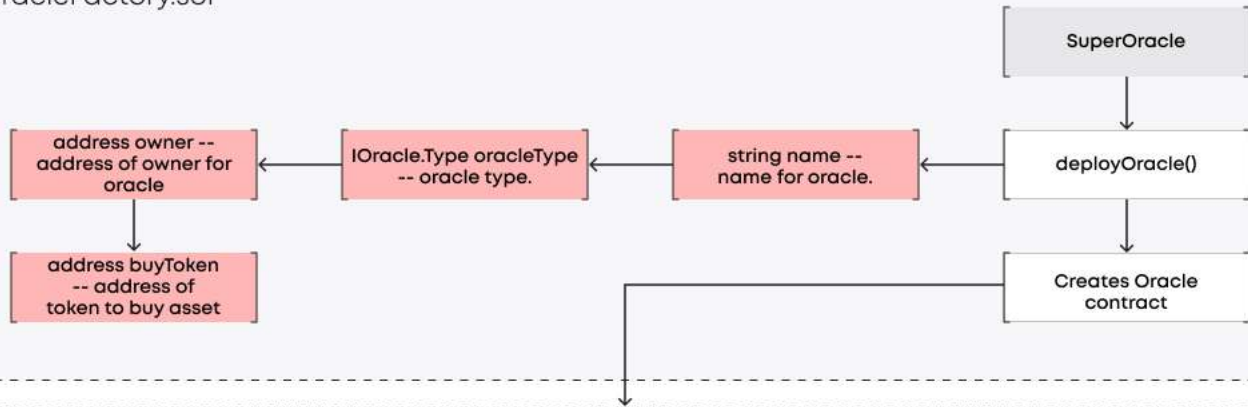 SuperOracle
address owner --
address of owner for
oracle
IOracle.Type oracleType
-- oracle type.
string name --
name for oracle.
deployOracle()
address buyToken
-- address of
token to buy asset
Creates Oracle
contract